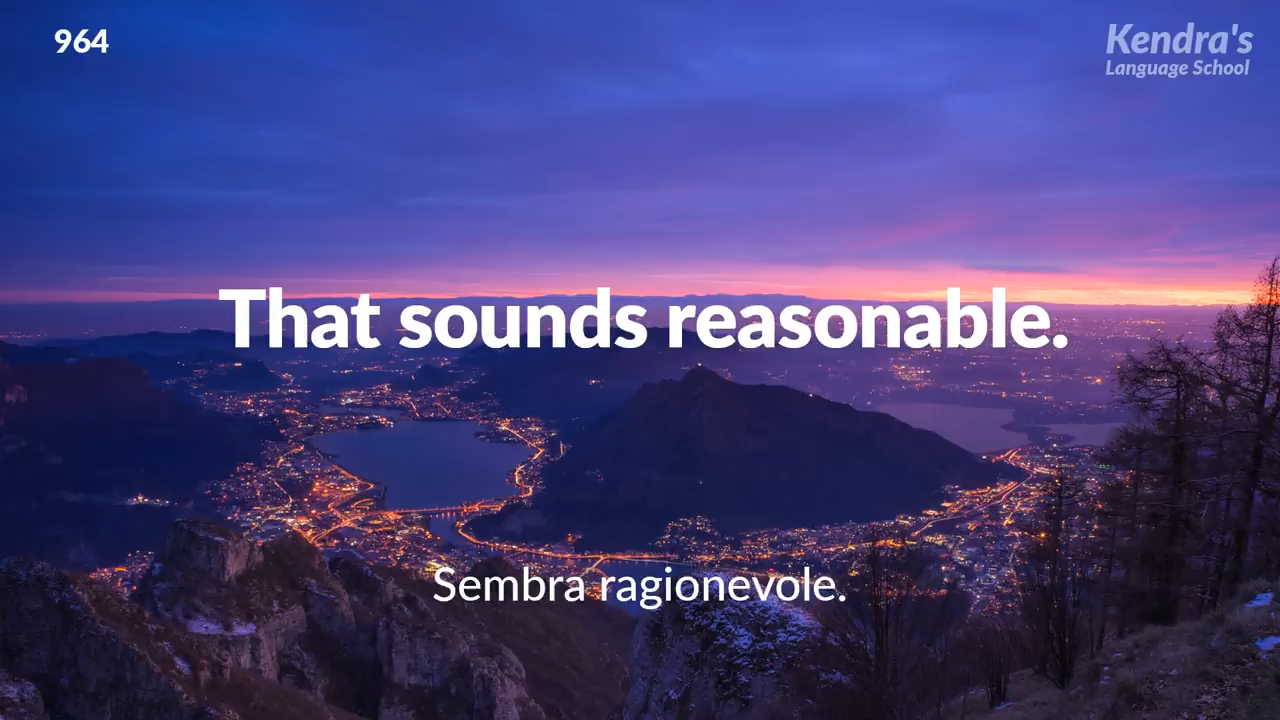 964
Kendra's
Language School
That sounds reasonable.
Sembra ragionevole.